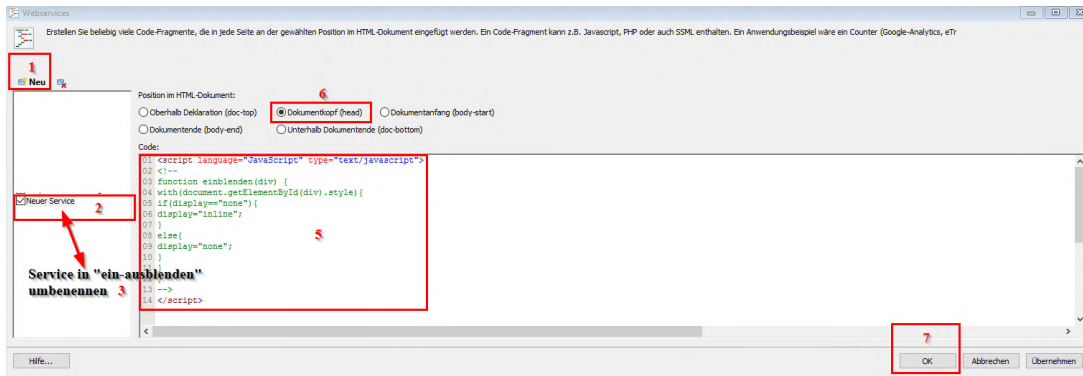 Webservices
Erstellen Sie beliebig viele Code-Fragmente, die in jede Seite an der gewählten Position im HTML-Dokument eingefügt werden. Ein Code-Fragment kann z.B. Javascript, PHP oder auch SSML enthalten. Ein Anwendungsbeispiel wäre ein Counter (Google-Analytics, eTr
1
Neu
Position im HTML-Dokument:
6
Oberhalb Deklaration (doc-top) Dokumentkopf (head) Dokumentanfang (body-start)
Dokumentende (body-end) Unterhalb Dokumentende (doc-bottom)
Code:
01 <script language="JavaScript" type="text/javascript">
02 <!--
03 function einblenden(div) {
04 with(document.getElementById(div).style){
05 if(display=="none"){
06 display="inline";
07 }
08 else{
09 display="none";
10 }
13 -->
14 </script>
Neuer Service
2
5
Service in "ein-ausblenden"
umbenennen 3
7
Hilfe... OK Abbrechen Übernehmen